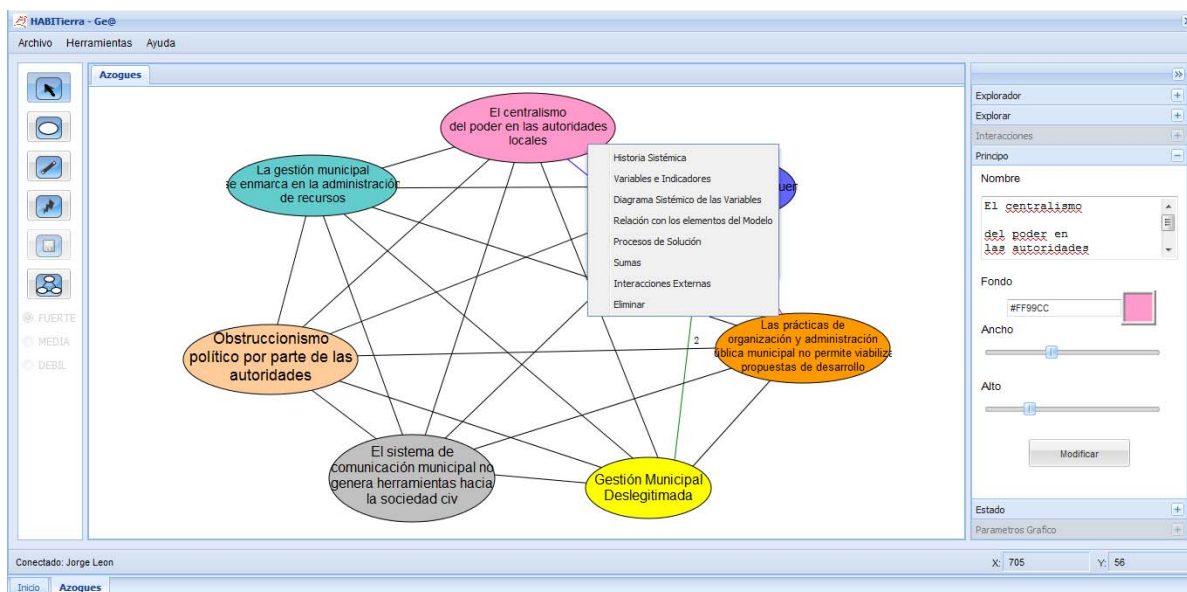 HABITierra - Ge@
Archivo Herramientas Ayuda
Azogues
El centralismo
del poder en las autoridades
locales
La gestión municipal
se enmarca en la administración
de recursos
Historia Sistémica
Variables e Indicadores
Diagrama Sistémico de las Variables
Relación con los elementos del Modelo
Procesos de Solución
Sumas
Interacciones Externas
Eliminar
Obstruccionismo
político por parte de las
autoridades
2
Las prácticas de
organización y administración
ública municipal no permite viabiliza
propuestas de desarrollo
El sistema de
comunicación municipal no
genera herramientas hacia
la sociedad civ
Gestión Municipal
Deslegitimada
FUERTE
MEDIA
DEBIL
Explorador
Explorar
Interacciones
Principo
Nombre
El centralismo
del poder en
las autoridades
Fondo
#FF99CC
Ancho
Alto
Modificar
Estado
Parametros Grafico
Conectado: Jorge Leon
X: 705 Y: 56
Inicio Azogues